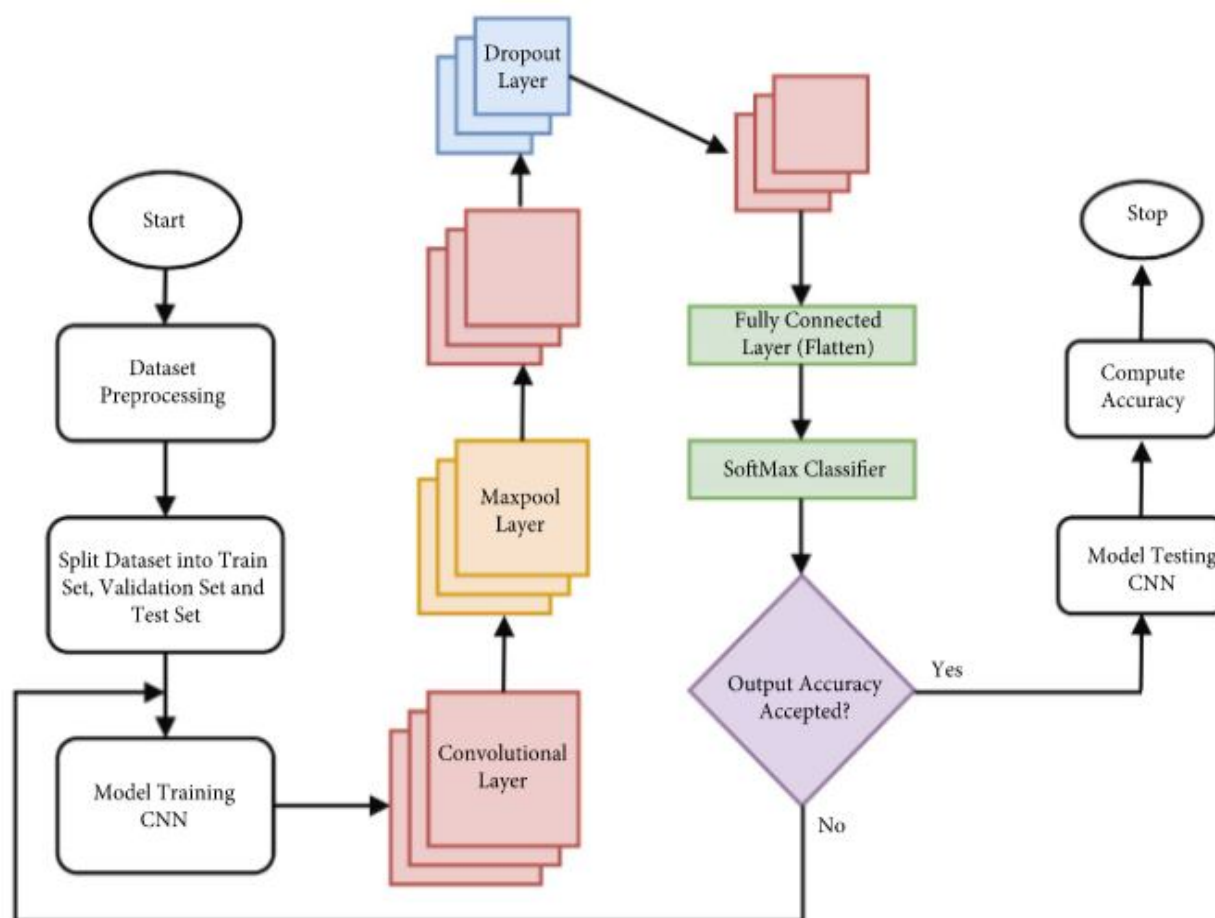 Start
Dataset
Preprocessing
Split Dataset into Train
Set, Validation Set and
Test Set
Model Training
CNN
Convolutional
Layer
Maxpool
Layer
Dropout
Layer
Fully Connected
Layer (Flatten)
SoftMax Classifier
Output Accuracy
Accepted?
No
Yes
Model Testing
CNN
Compute
Accuracy
Stop